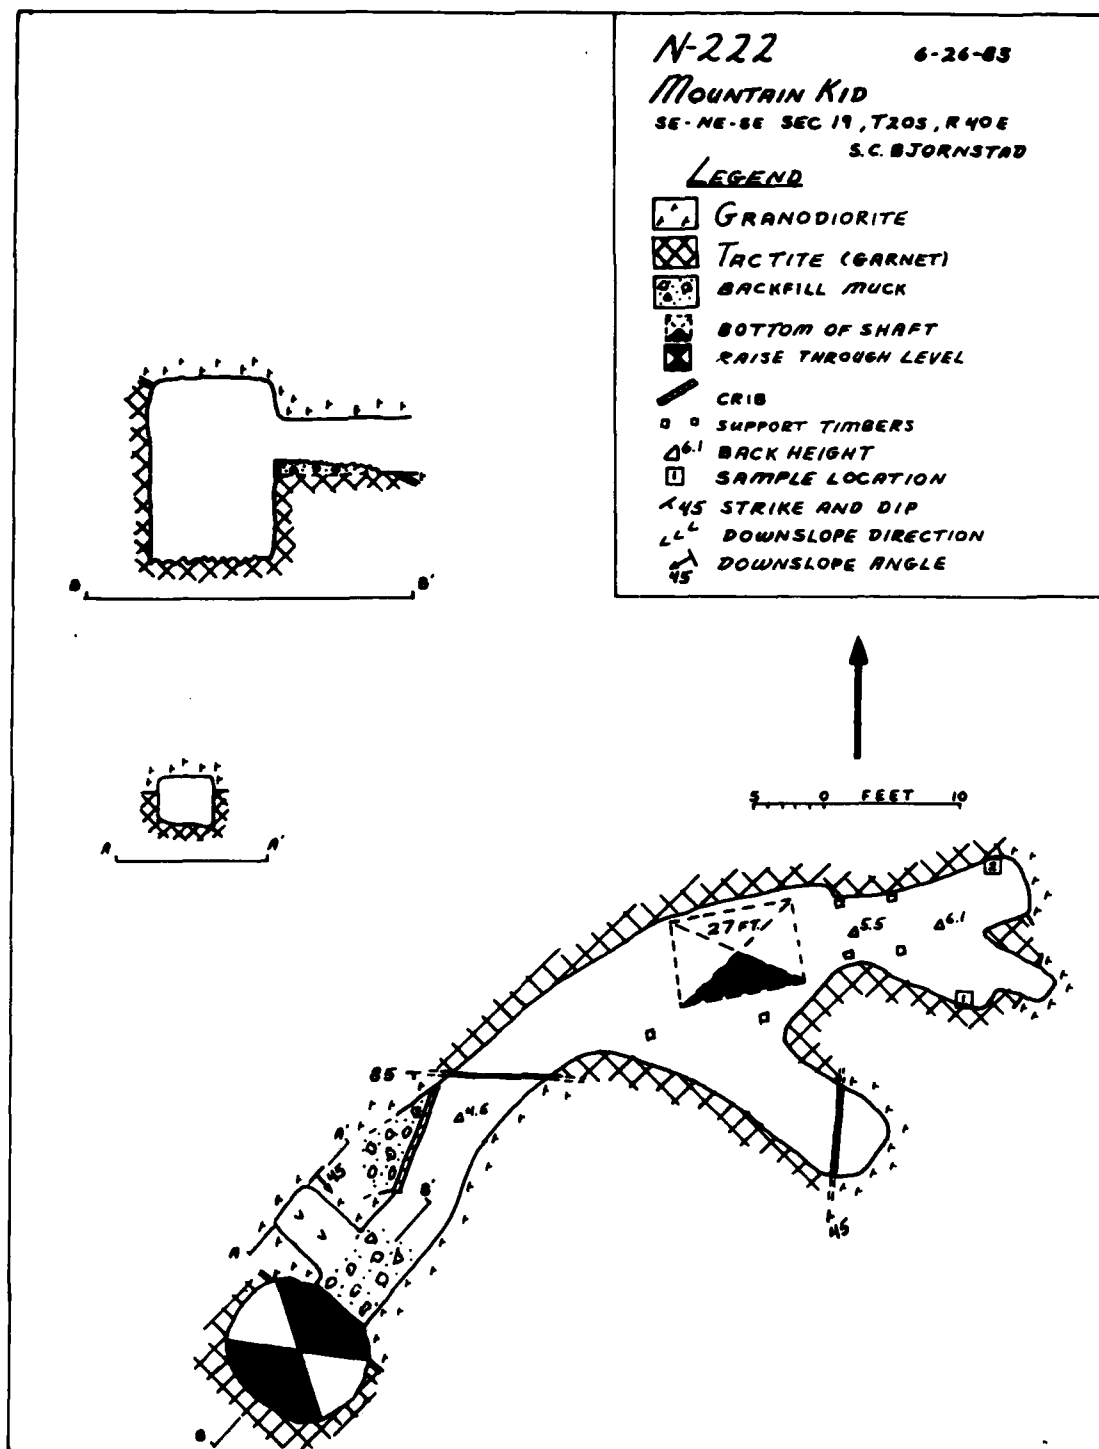 N-222 6-26-83
MOUNTAIN KID
SE-NE-SE SEC 19, T20S, R40E
S.C. BJORNSTAD
LEGEND
GRANODIORITE
TACTITE (GARNET)
BACKFILL MUCK
BOTTOM OF SHAFT
RAISE THROUGH LEVEL
CRIB
SUPPORT TIMBERS
6.1 BACK HEIGHT
1 SAMPLE LOCATION
45 STRIKE AND DIP
DOWNSLOPE DIRECTION
45 DOWNSLOPE ANGLE
B B'
5 0 FEET 10
A A'
2
27 FT.
5.5
6.1
1
85
4.6
A'
45
B'
45
A
B